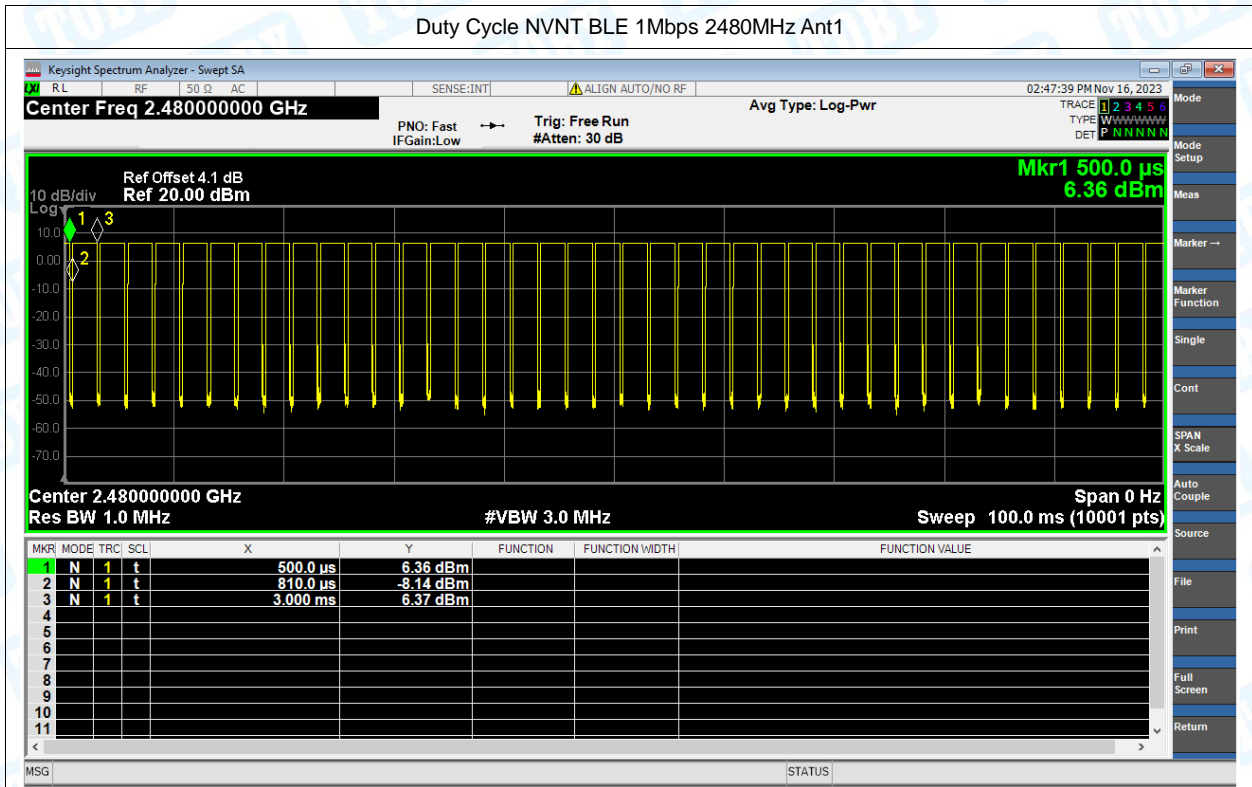 Duty Cycle NVNT BLE 1Mbps 2480MHz Ant1
Keysight Spectrum Analyzer - Swept SA
LXI RL RF 50 Ω AC SENSE:INT ALIGN AUTO/NO RF 02:47:39 PM Nov 16, 2023
Center Freq 2.480000000 GHz Avg Type: Log-Pwr TRACE 1 2 3 4 5 6
PNO: Fast Trig: Free Run TYPE WWWWWWW
IFGain:Low #Atten: 30 dB DET P N N N N N
Ref Offset 4.1 dB Mkr1 500.0 µs
10 dB/div Ref 20.00 dBm 6.36 dBm
Log
1 3
10.0
0.00
2
-10.0
-20.0
-30.0
-40.0
-50.0
-60.0
-70.0
Center 2.480000000 GHz Span 0 Hz
Res BW 1.0 MHz #VBW 3.0 MHz Sweep 100.0 ms (10001 pts)
MKR MODE TRC SCL X Y FUNCTION FUNCTION WIDTH FUNCTION VALUE
1 N 1 t 500.0 µs 6.36 dBm
2 N 1 t 810.0 µs -8.14 dBm
3 N 1 t 3.000 ms 6.37 dBm
4
5
6
7
8
9
10
11
MSG STATUS
Mode
Mode
Setup
Meas
Marker→
Marker
Function
Single
Cont
SPAN
X Scale
Auto
Couple
Source
File
Print
Full
Screen
Return
TOBY